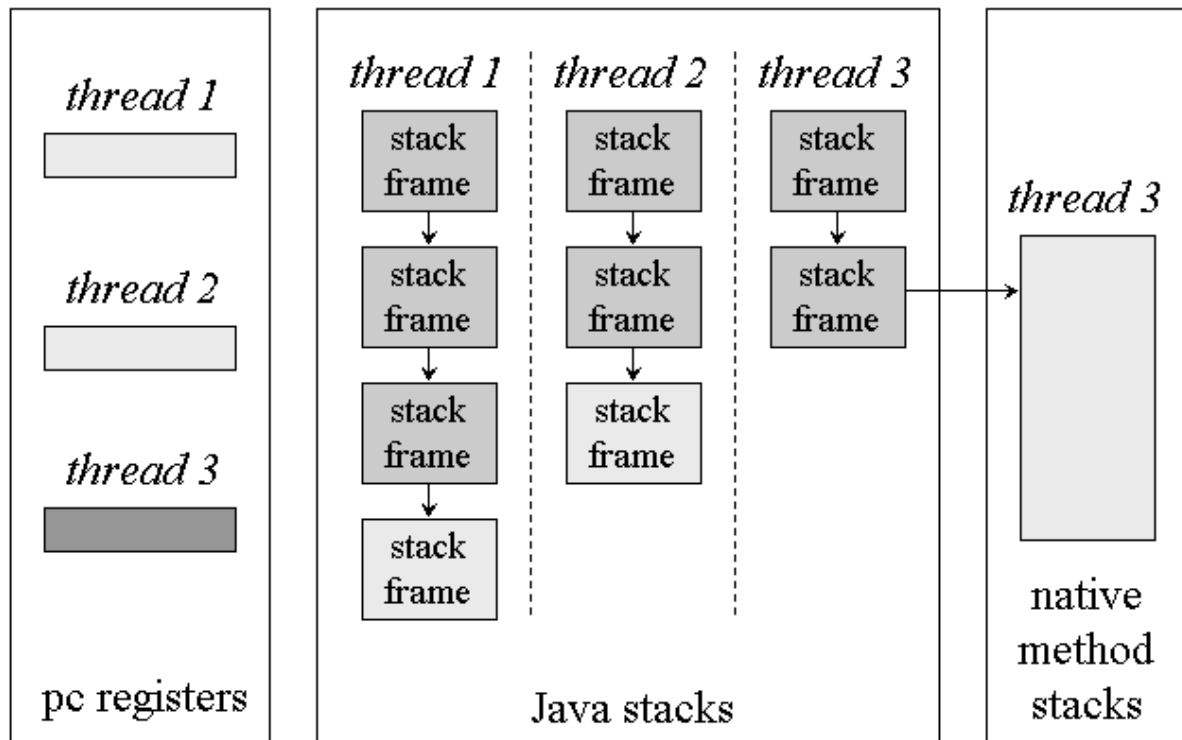 thread 1
thread 2
thread 3
pc registers
thread 1
thread 2
thread 3
stack
frame
stack
frame
stack
frame
stack
frame
stack
frame
stack
frame
stack
frame
stack
frame
stack
frame
Java stacks
thread 3
native
method
stacks